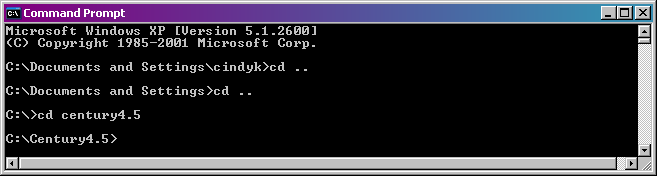 Command Prompt
Microsoft Windows XP [Version 5.1.2600]
(C) Copyright 1985-2001 Microsoft Corp.
C:\Documents and Settings\cindyk>cd ..
C:\Documents and Settings>cd ..
C:\>cd century4.5
C:\Century4.5>